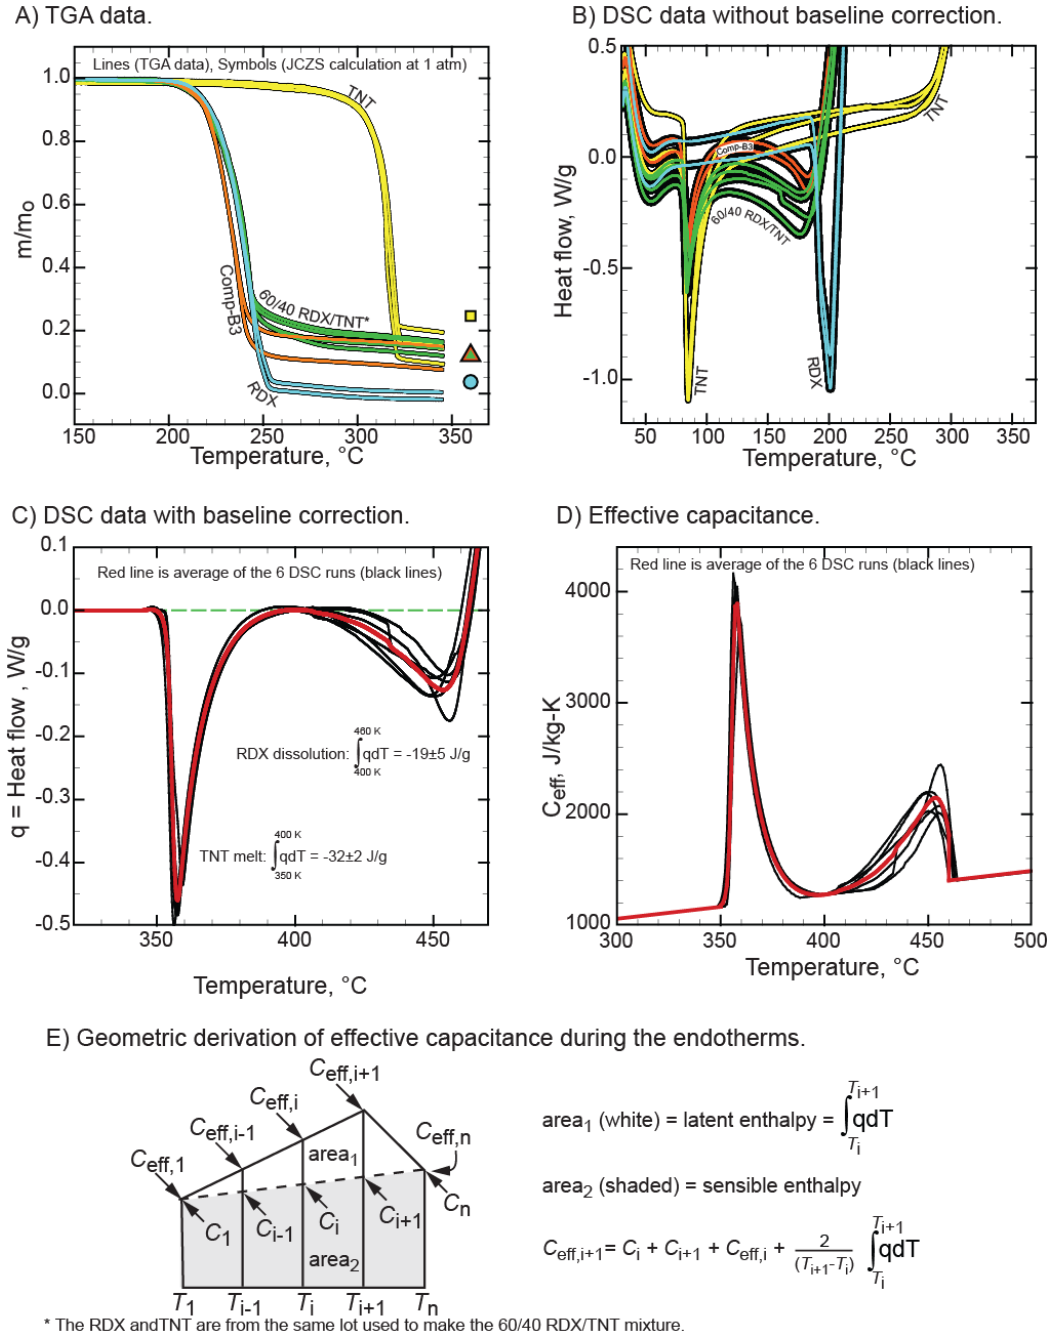 A) TGA data.
Lines (TGA data), Symbols (JCZS calculation at 1 atm)
TNT
60/40 RDX/TNT*
Comp-B3
RDX
m/mo
1.0
0.8
0.6
0.4
0.2
0.0
150 200 250 300 350
Temperature, °C
B) DSC data without baseline correction.
TNT
Comp-B3
60/40 RDX/TNT
TNT
RDX
Heat flow, W/g
0.5
0.0
-0.5
-1.0
50 100 150 200 250 300 350
Temperature, °C
C) DSC data with baseline correction.
Red line is average of the 6 DSC runs (black lines)
q = Heat flow , W/g
0.1
0.0
-0.1
-0.2
-0.3
-0.4
-0.5
RDX dissolution: ∫ 460 K 400 K qdT = -19±5 J/g
TNT melt: ∫ 400 K 350 K qdT = -32±2 J/g
350 400 450
Temperature, °C
D) Effective capacitance.
Red line is average of the 6 DSC runs (black lines)
Ceff, J/kg-K
4000
3000
2000
1000
300 350 400 450 500
Temperature, °C
E) Geometric derivation of effective capacitance during the endotherms.
Ceff,i+1
Ceff,i
Ceff,i-1
Ceff,1
Ceff,n
area1
C1 Ci-1 Ci Ci+1 Cn
area2
T1 Ti-1 Ti Ti+1 Tn
area1 (white) = latent enthalpy = ∫ Ti+1 Ti qdT
area2 (shaded) = sensible enthalpy
Ceff,i+1= Ci + Ci+1 + Ceff,i + 2/(Ti+1-Ti) ∫ Ti+1 Ti qdT
* The RDX andTNT are from the same lot used to make the 60/40 RDX/TNT mixture.